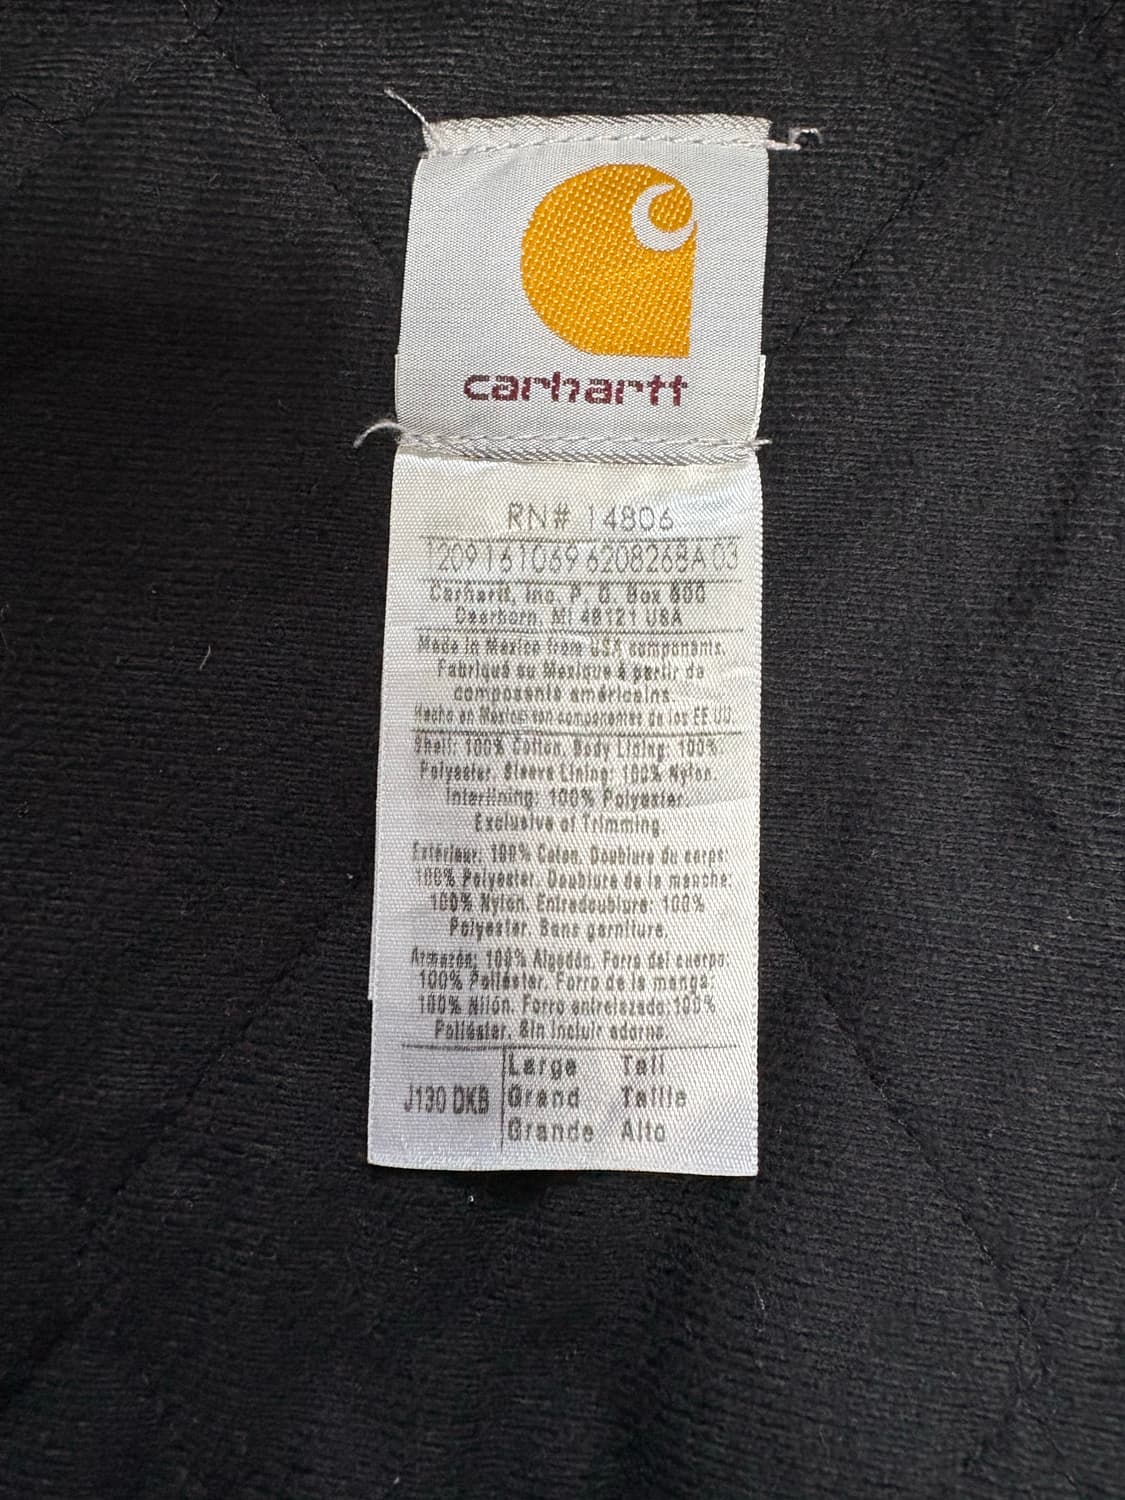 carhartt
RN# 14806
1209 161069 6208268A 03
Carhartt, Inc. P. O. Box 600
Dearborn, MI 48121 USA
Made in Mexico from USA components.
Fabriqué au Mexique à partir de
composants américains
Hecho en Mexico con componentes de los EE UU.
Shell: 100% Cotton, Body Lining: 100%
Polyester, Sleeve Lining: 100% Nylon.
Interlining: 100% Polyester.
Exclusive of Trimming.
Extérieur: 100% Coton, Doublure du corps:
100% Polyester, Doublure de la manche:
100% Nylon. Entredoublure: 100%
Polyester. Sans garniture.
Armazón: 100% Algodón, Forro del cuerpo:
100% Poliéster, Forro de la manga:
100% Nilón. Forro entrelazado: 100%
Poliéster, Sin incluir adorno
J130 DKB
Large Tall
Grand Taille
Grande Alto